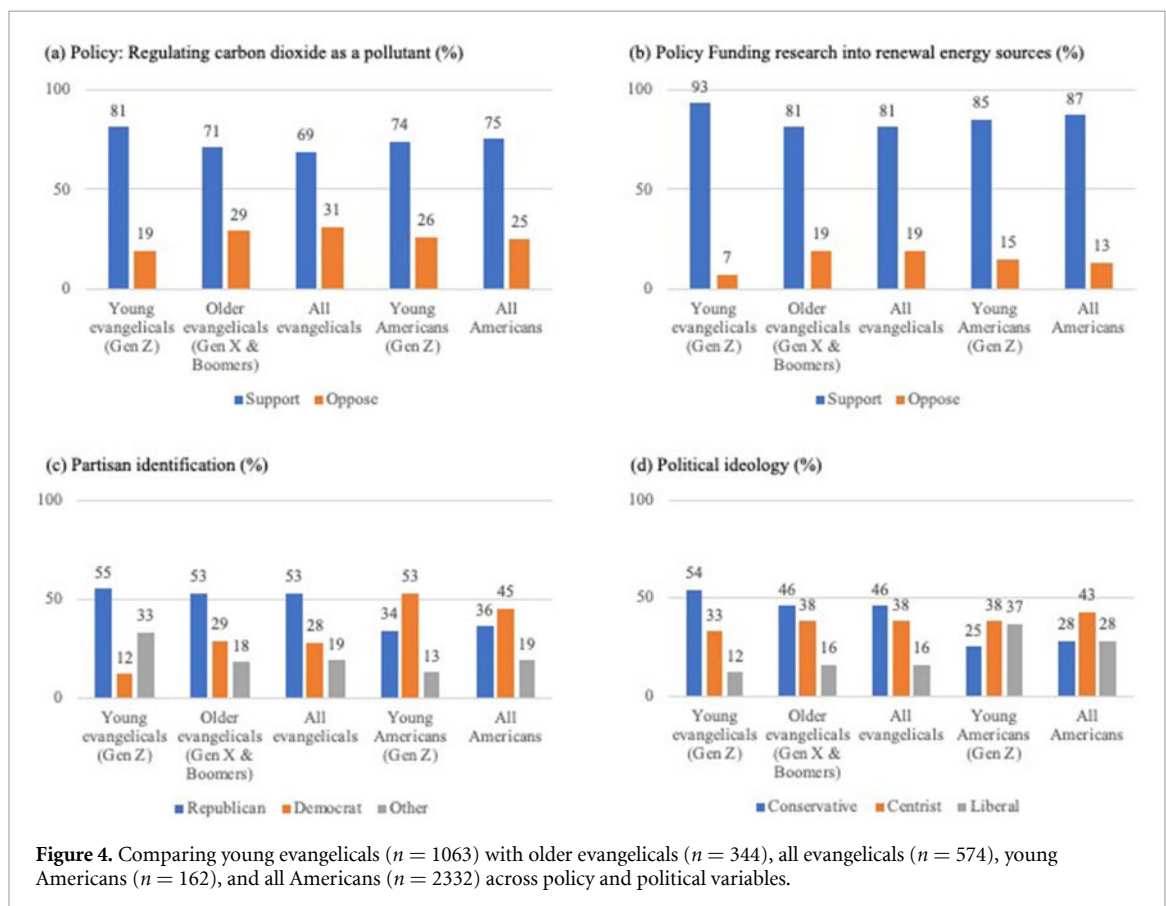 (a) Policy: Regulating carbon dioxide as a pollutant (%)
100
50
0
81
19
71
29
69
31
74
26
75
25
Young
evangelicals
(Gen Z)
Older
evangelicals
(Gen X &
Boomers)
All
evangelicals
Young
Americans
(Gen Z)
All
Americans
Support Oppose
(b) Policy Funding research into renewal energy sources (%)
100
50
0
93
7
81
19
81
19
85
15
87
13
Young
evangelicals
(Gen Z)
Older
evangelicals
(Gen X &
Boomers)
All
evangelicals
Young
Americans
(Gen Z)
All
Americans
Support Oppose
(c) Partisan identification (%)
100
50
0
55
12
33
53
29
18
53
28
19
34
53
13
36
45
19
Young
evangelicals
(Gen Z)
Older
evangelicals
(Gen X &
Boomers)
All
evangelicals
Young
Americans
(Gen Z)
All
Americans
Republican Democrat Other
(d) Political ideology (%)
100
50
0
54
33
12
46
38
16
46
38
16
25
38
37
28
43
28
Young
evangelicals
(Gen Z)
Older
evangelicals
(Gen X &
Boomers)
All
evangelicals
Young
Americans
(Gen Z)
All
Americans
Conservative Centrist Liberal
Figure 4. Comparing young evangelicals (n = 1063) with older evangelicals (n = 344), all evangelicals (n = 574), young
Americans (n = 162), and all Americans (n = 2332) across policy and political variables.